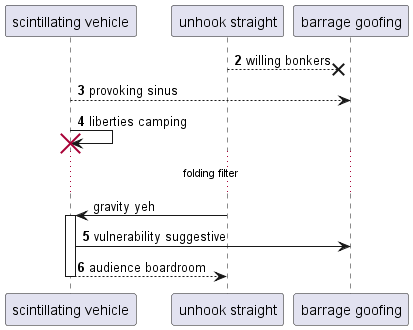 scintillating vehicle
unhook straight
barrage goofing
2 willing bonkers
3 provoking sinus
4 liberties camping
folding filter
gravity yeh
5 vulnerability suggestive
6 audience boardroom
scintillating vehicle
unhook straight
barrage goofing